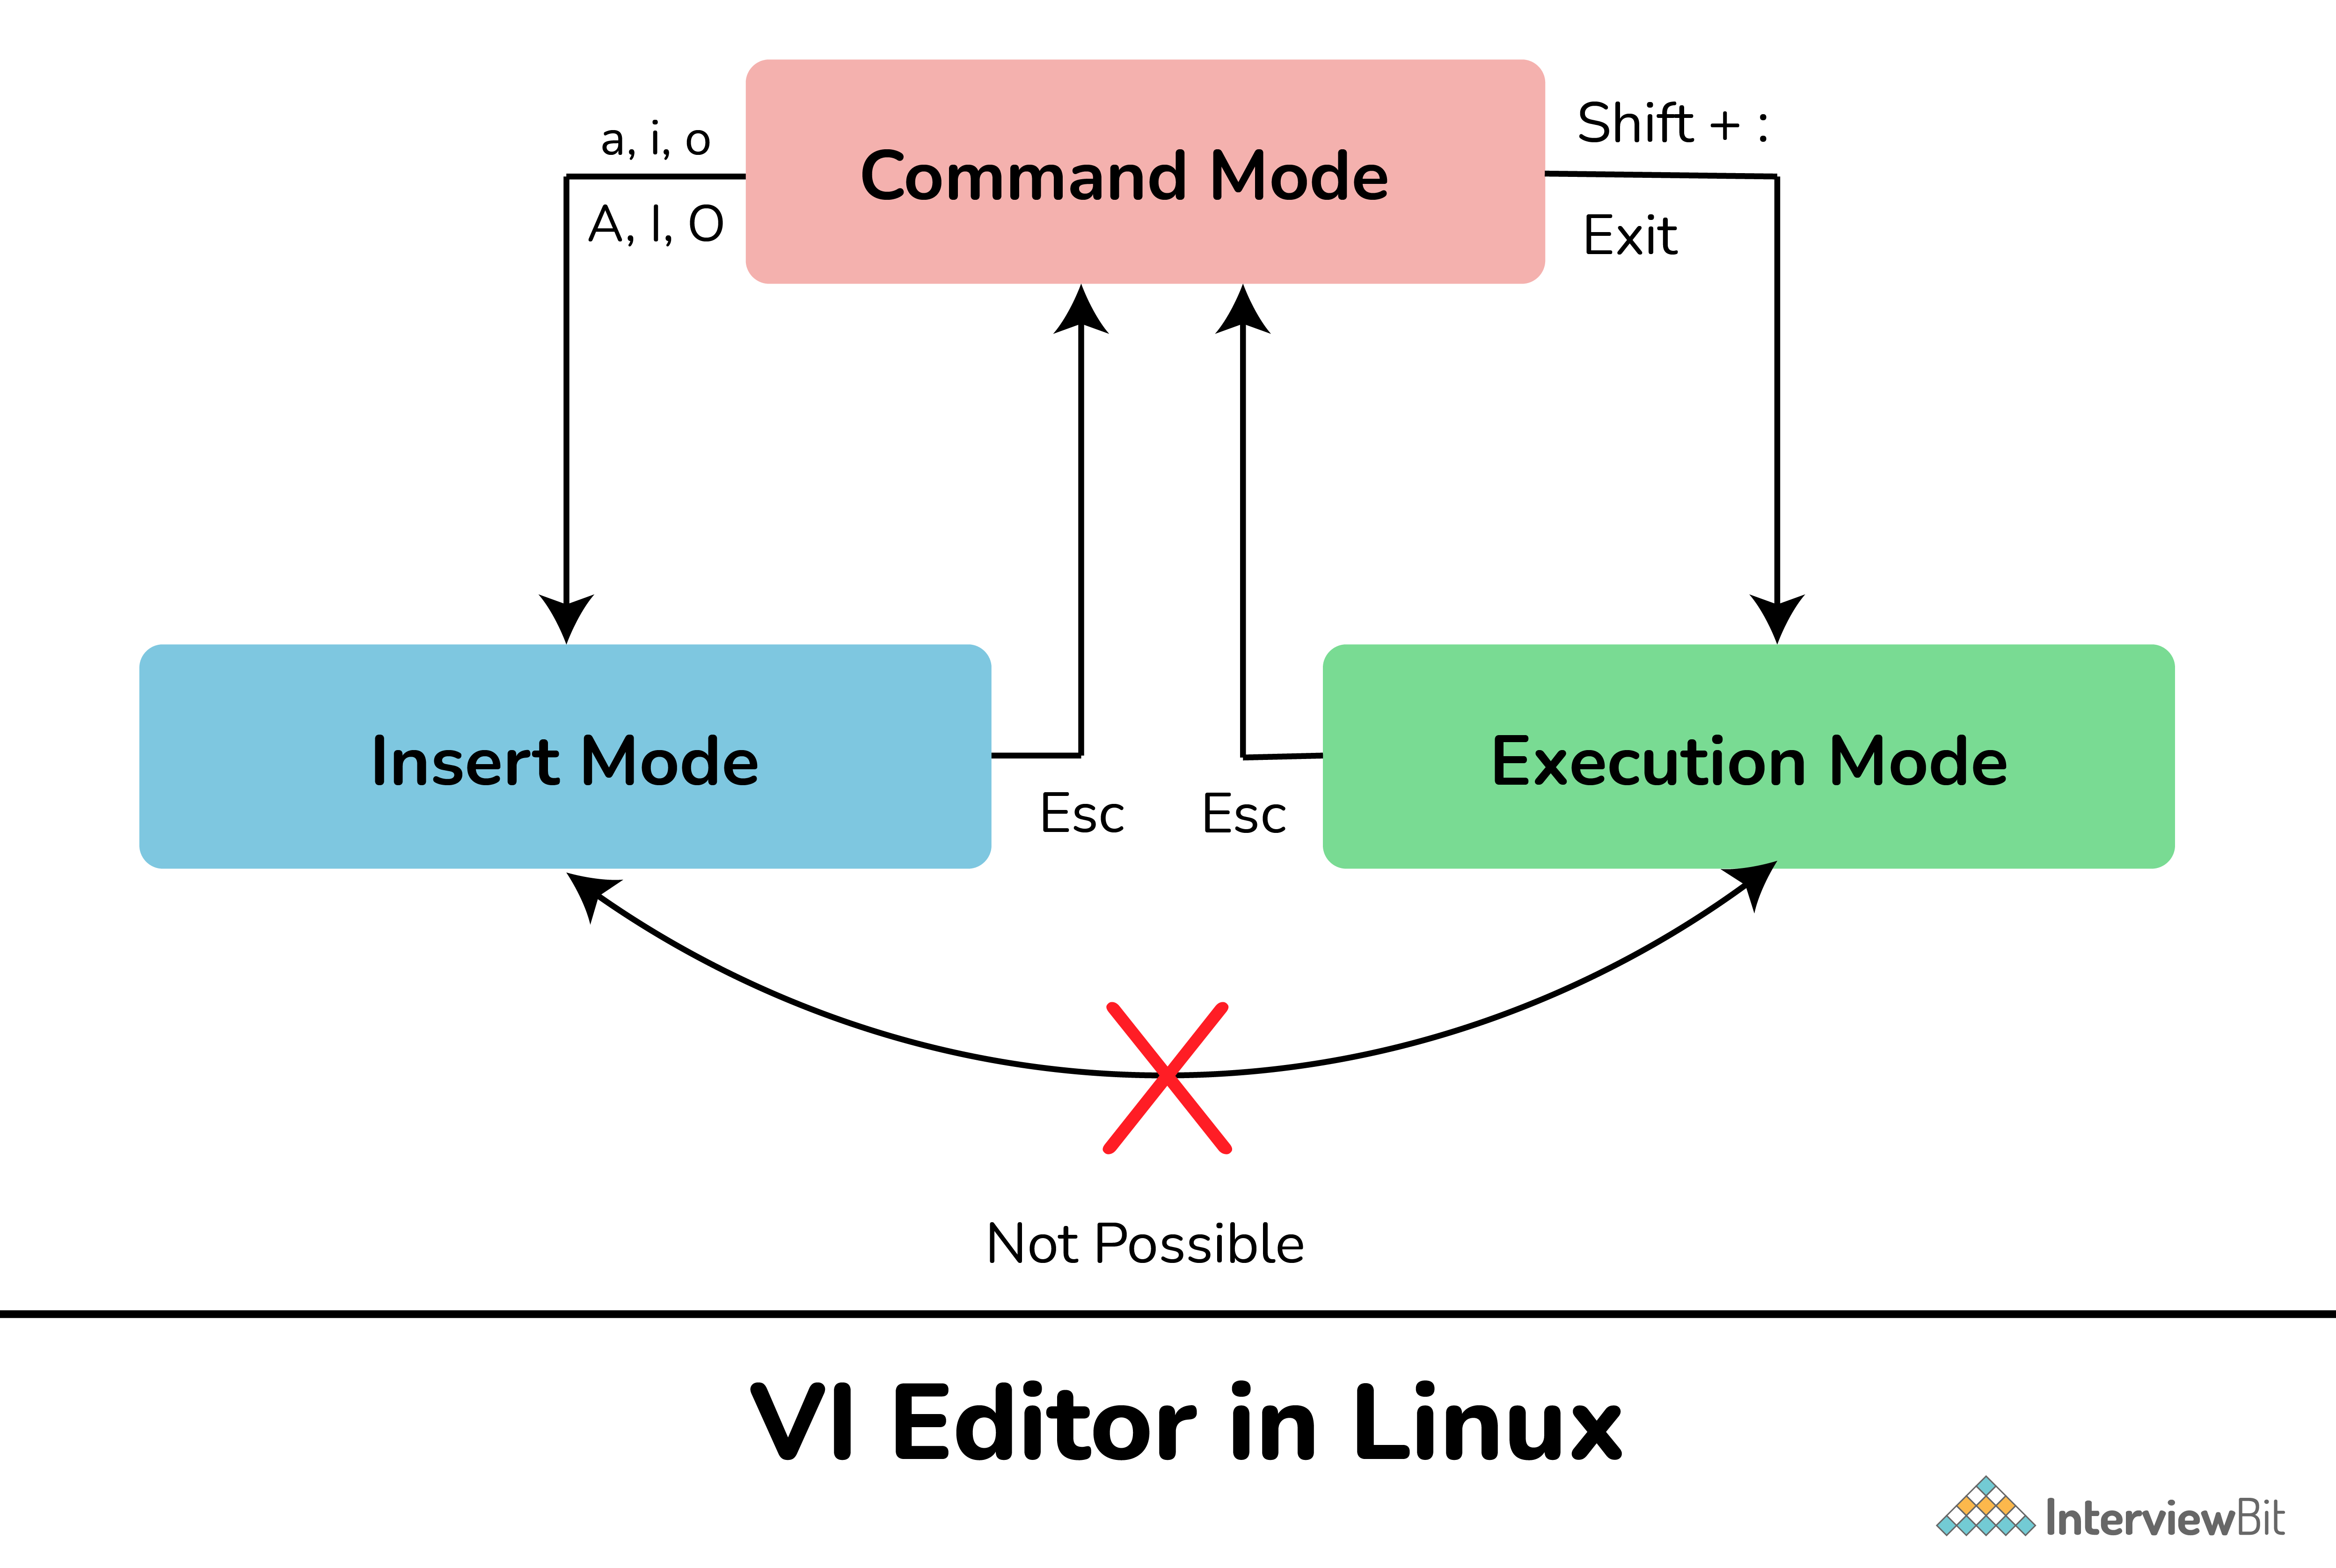 a, i, o
A, I, O
Command Mode
Shift + :
Exit
Insert Mode
Esc
Esc
Execution Mode
Not Possible
VI Editor in Linux
InterviewBit